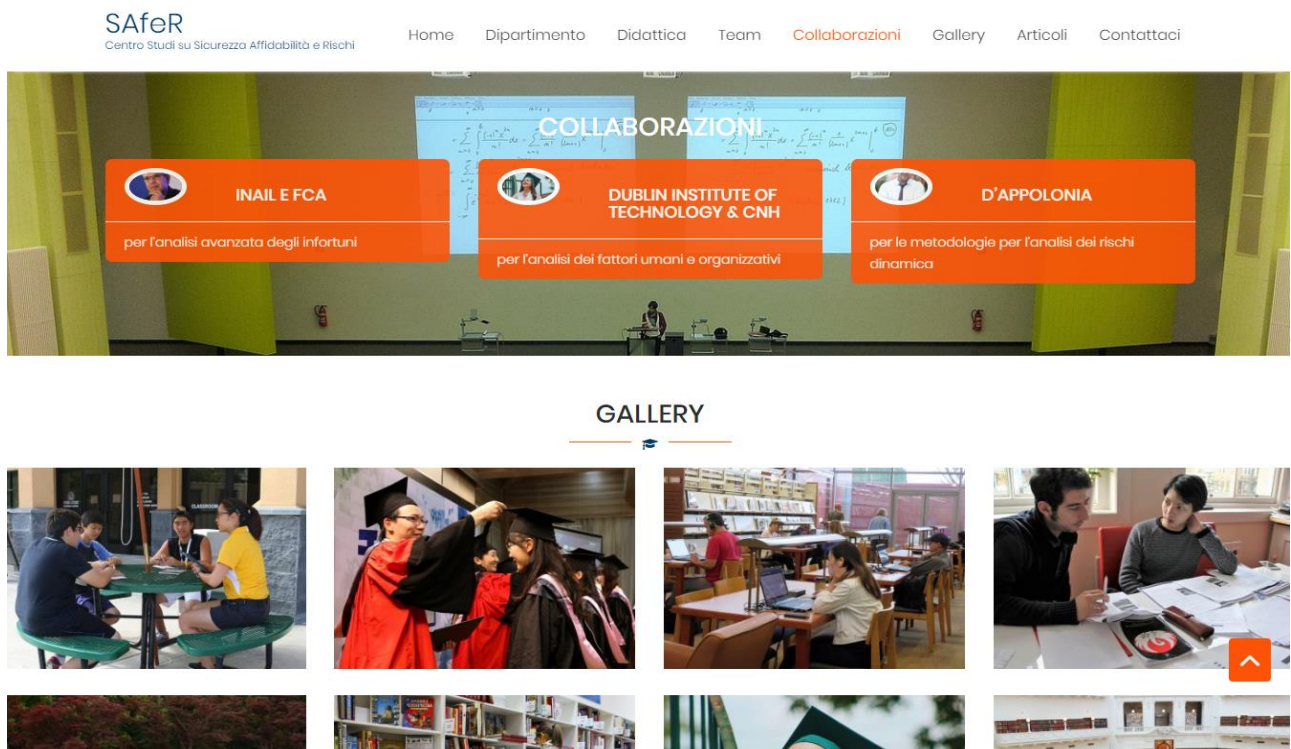 SAfeR
Centro Studi su Sicurezza Affidabilità e Rischi
Home Dipartimento Didattica Team Collaborazioni Gallery Articoli Contattaci
COLLABORAZIONI
INAIL E FCA
per l'analisi avanzata degli infortuni
DUBLIN INSTITUTE OF
TECHNOLOGY & CNH
per l'analisi dei fattori umani e organizzativi
D'APPOLONIA
per le metodologie per l'analisi dei rischi
dinamica
GALLERY
CLASSROOM